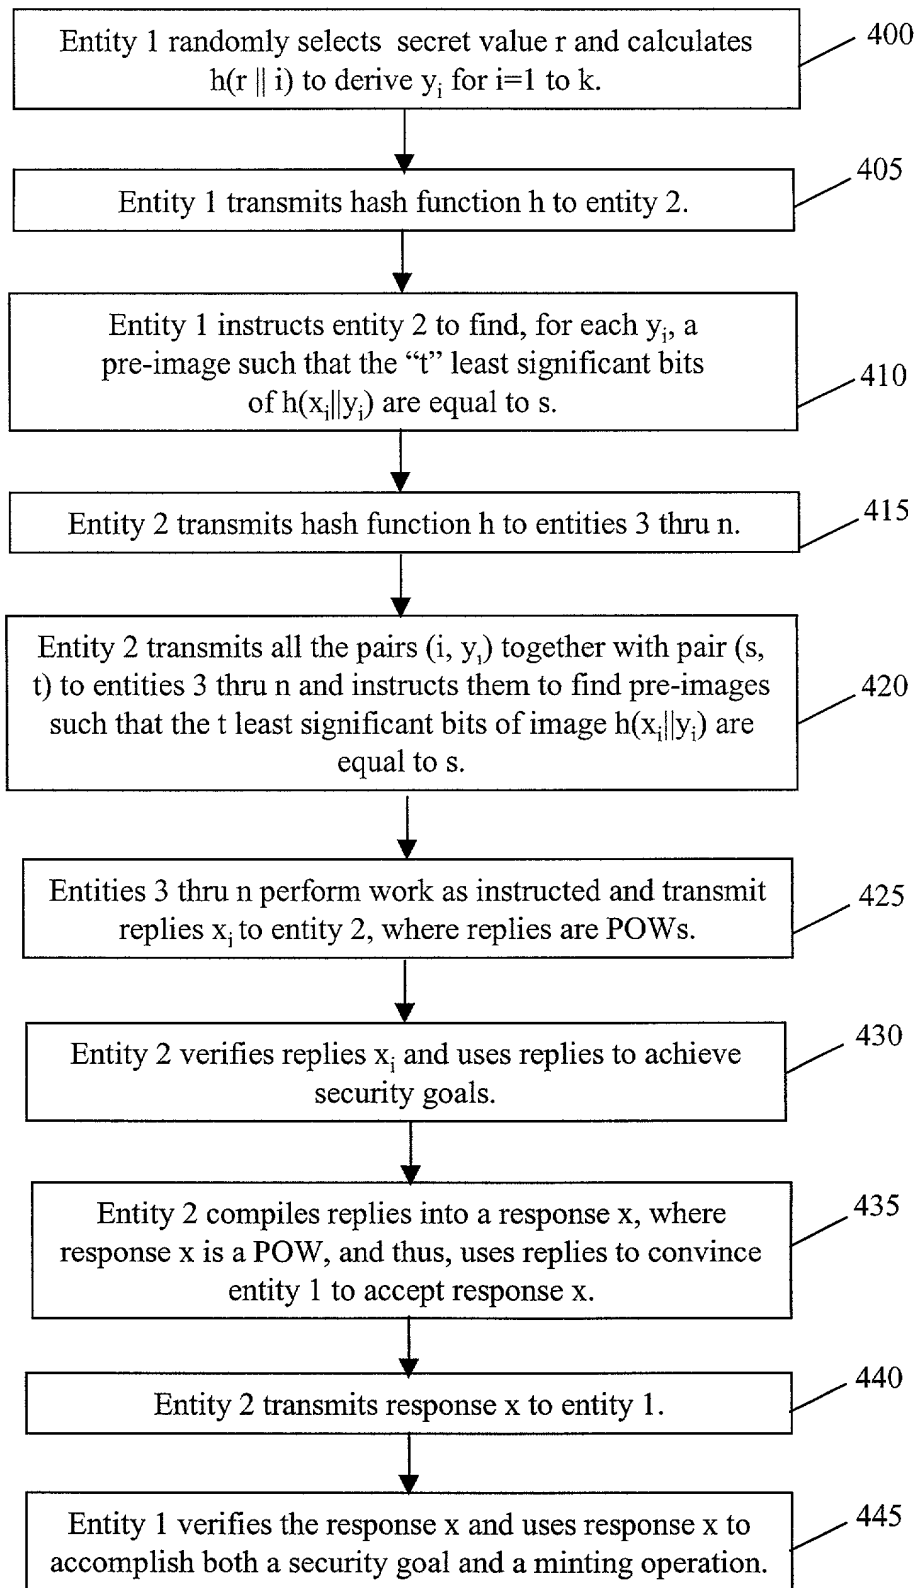 Entity 1 randomly selects secret value r and calculates
h(r || i) to derive yi for i=1 to k.
400
Entity 1 transmits hash function h to entity 2.
405
Entity 1 instructs entity 2 to find, for each yi, a
pre-image such that the “t” least significant bits
of h(xi||yi) are equal to s.
410
Entity 2 transmits hash function h to entities 3 thru n.
415
Entity 2 transmits all the pairs (i, yi) together with pair (s,
t) to entities 3 thru n and instructs them to find pre-images
such that the t least significant bits of image h(xi||yi) are
equal to s.
420
Entities 3 thru n perform work as instructed and transmit
replies xi to entity 2, where replies are POWs.
425
Entity 2 verifies replies xi and uses replies to achieve
security goals.
430
Entity 2 compiles replies into a response x, where
response x is a POW, and thus, uses replies to convince
entity 1 to accept response x.
435
Entity 2 transmits response x to entity 1.
440
Entity 1 verifies the response x and uses response x to
accomplish both a security goal and a minting operation.
445